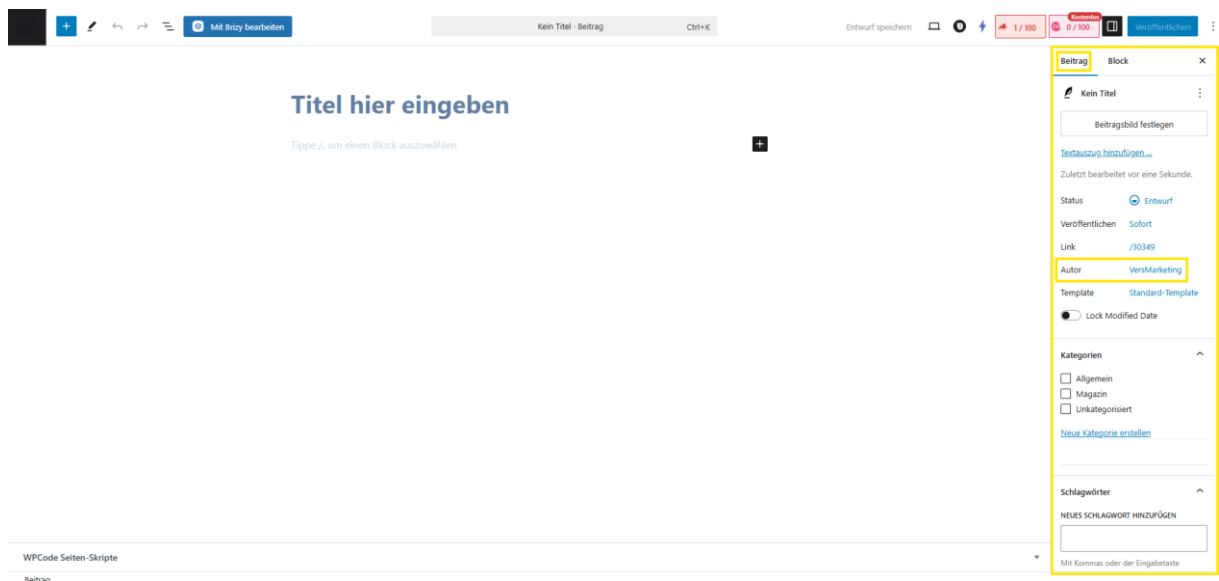 Mit Brizy bearbeiten
Kein Titel · Beitrag Ctrl+K
Entwurf speichern
1 / 100
Kostenlos
0 / 100
Veröffentlichen
Titel hier eingeben
Tippe /, um einen Block auszuwählen
Beitrag Block
Kein Titel
Beitragsbild festlegen
Textauszug hinzufügen ...
Zuletzt bearbeitet vor eine Sekunde.
Status Entwurf
Veröffentlichen Sofort
Link /30349
Autor VersMarketing
Template Standard-Template
Lock Modified Date
Kategorien
Allgemein
Magazin
Unkategorisiert
Neue Kategorie erstellen
Schlagwörter
NEUES SCHLAGWORT HINZUFÜGEN
Mit Kommas oder der Eingabetaste
WPCode Seiten-Skripte
Beitrag